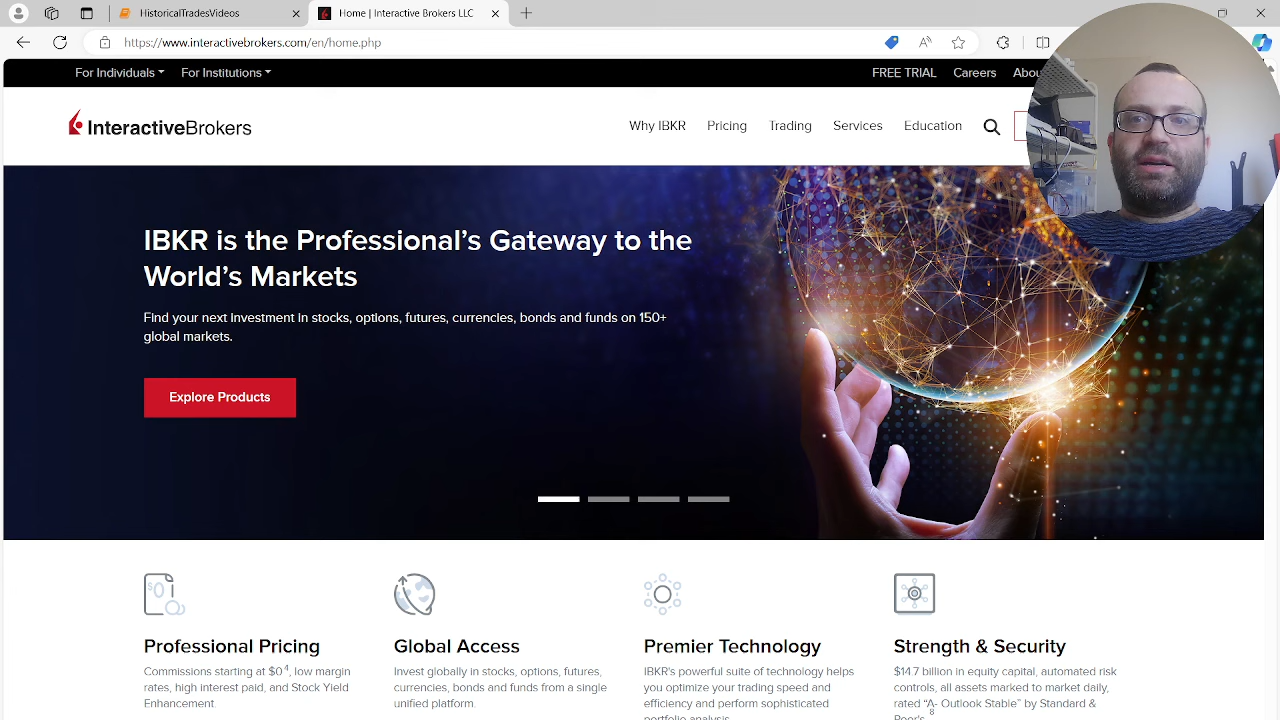 HistoricalTradesVideos
Home | Interactive Brokers LLC
https://www.interactivebrokers.com/en/home.php
For Individuals
For Institutions
FREE TRIAL
Careers
InteractiveBrokers
Why IBKR
Pricing
Trading
Services
Education
IBKR is the Professional's Gateway to the
World's Markets
Find your next investment in stocks, options, futures, currencies, bonds and funds on 150+
global markets.
Explore Products
Professional Pricing
Commissions starting at $0⁴, low margin
rates, high interest paid, and Stock Yield
Enhancement.
Global Access
Invest globally in stocks, options, futures,
currencies, bonds and funds from a single
unified platform.
Premier Technology
IBKR's powerful suite of technology helps
you optimize your trading speed and
efficiency and perform sophisticated
portfolio analysis.
Strength & Security
$14.7 billion in equity capital, automated risk
controls, all assets marked to market daily,
rated “A- Outlook Stable” by Standard &
Poor's
8